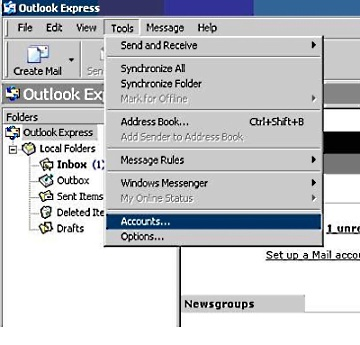 Outlook Express
File Edit View Tools Message Help
Create Mail
Send and Receive
Synchronize All
Synchronize Folder
Mark for Offline
Address Book... Ctrl+Shift+B
Add Sender to Address Book
Message Rules
Windows Messenger
My Online Status
Accounts...
Options...
Outlook Ex
Folders
Outlook Express
Local Folders
Inbox (1)
Outbox
Sent Items
Deleted Ite
Drafts
1 unre
Set up a Mail accou
Newsgroups